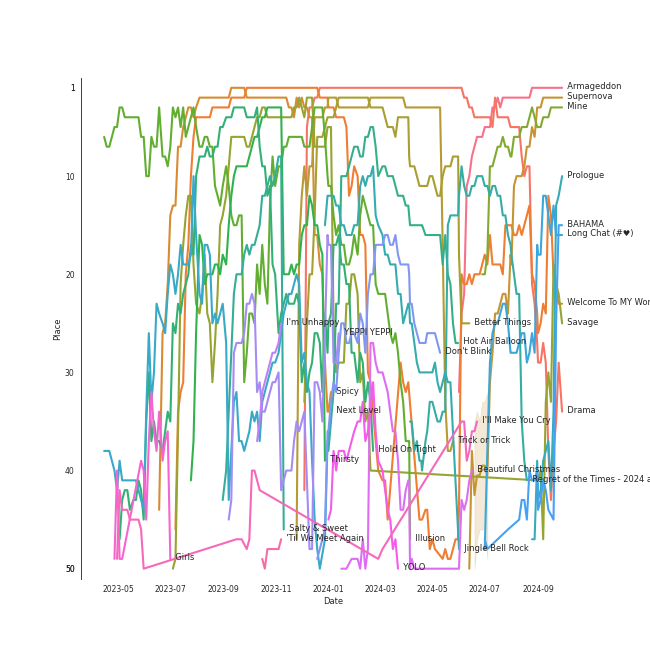 1
Armageddon
Supernova
Mine
10
Prologue
BAHAMA
Long Chat (#♥)
20
Welcome To MY Wor
I'm Unhappy
Better Things
Savage
YEPPI YEPPI
Hot Air Balloon
Don't Blink
Place
30
Spicy
Next Level
Drama
I'll Make You Cry
Trick or Trick
Hold On Tight
Thirsty
40
Beautiful Christmas
Regret of the Times - 2024 a
Salty & Sweet
'Til We Meet Again
Illusion
Jingle Bell Rock
Girls
YOLO
50
2023-05
2023-07
2023-09
2023-11
2024-01
2024-03
2024-05
2024-07
2024-09
Date